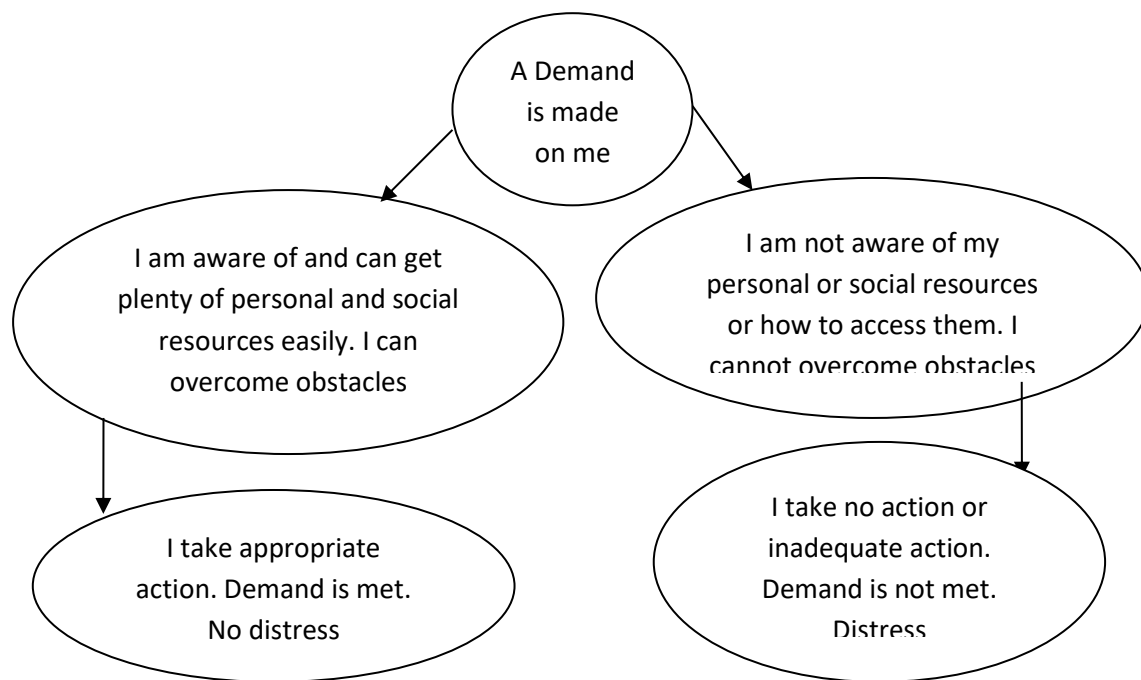 A Demand
is made
on me
I am aware of and can get
plenty of personal and social
resources easily. I can
overcome obstacles
I am not aware of my
personal or social resources
or how to access them. I
cannot overcome obstacles
I take appropriate
action. Demand is met.
No distress
I take no action or
inadequate action.
Demand is not met.
Distress